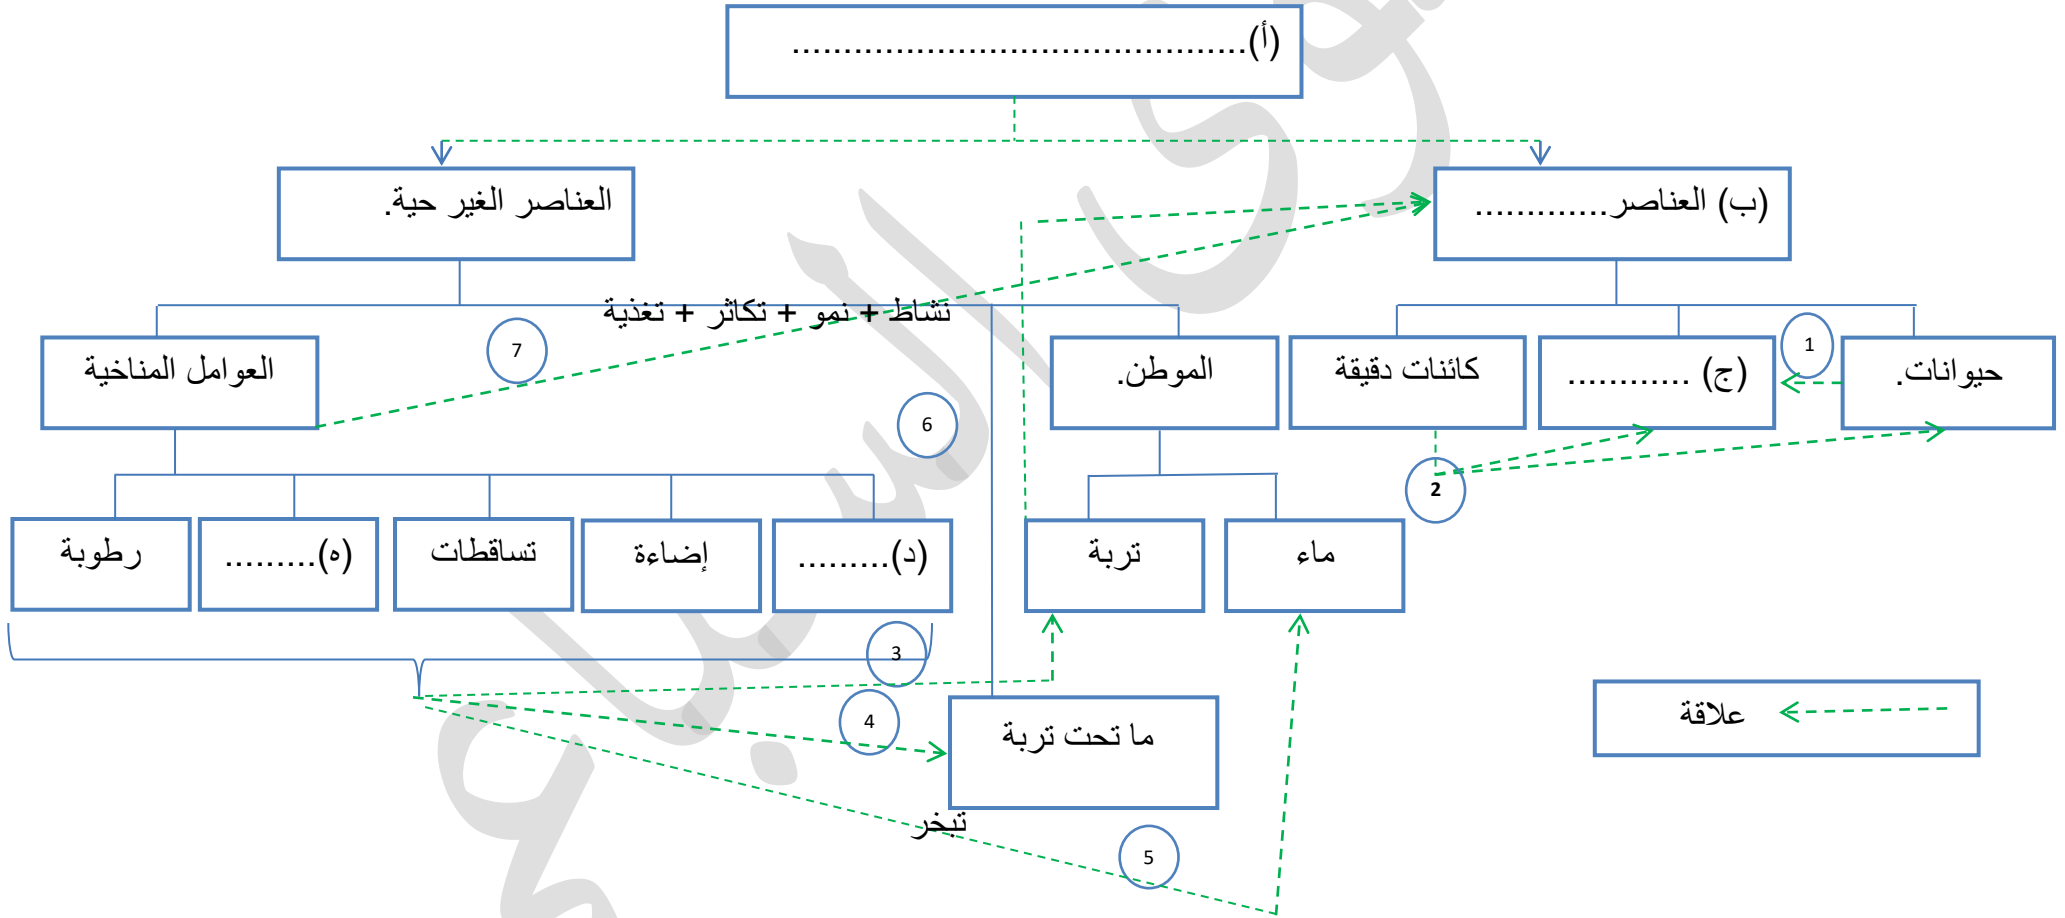 (أ)............................................
(ب) العناصر.............
العناصر الغير حية.
نشاط + نمو + تكاثر + تغذية
حيوانات.
1
(ج) ............
كائنات دقيقة
الموطن.
7
العوامل المناخية
6
2
ماء
تربة
(د).........
إضاءة
تساقطات
(ه).........
رطوبة
3
4
ما تحت تربة
علاقة
تبخر
5